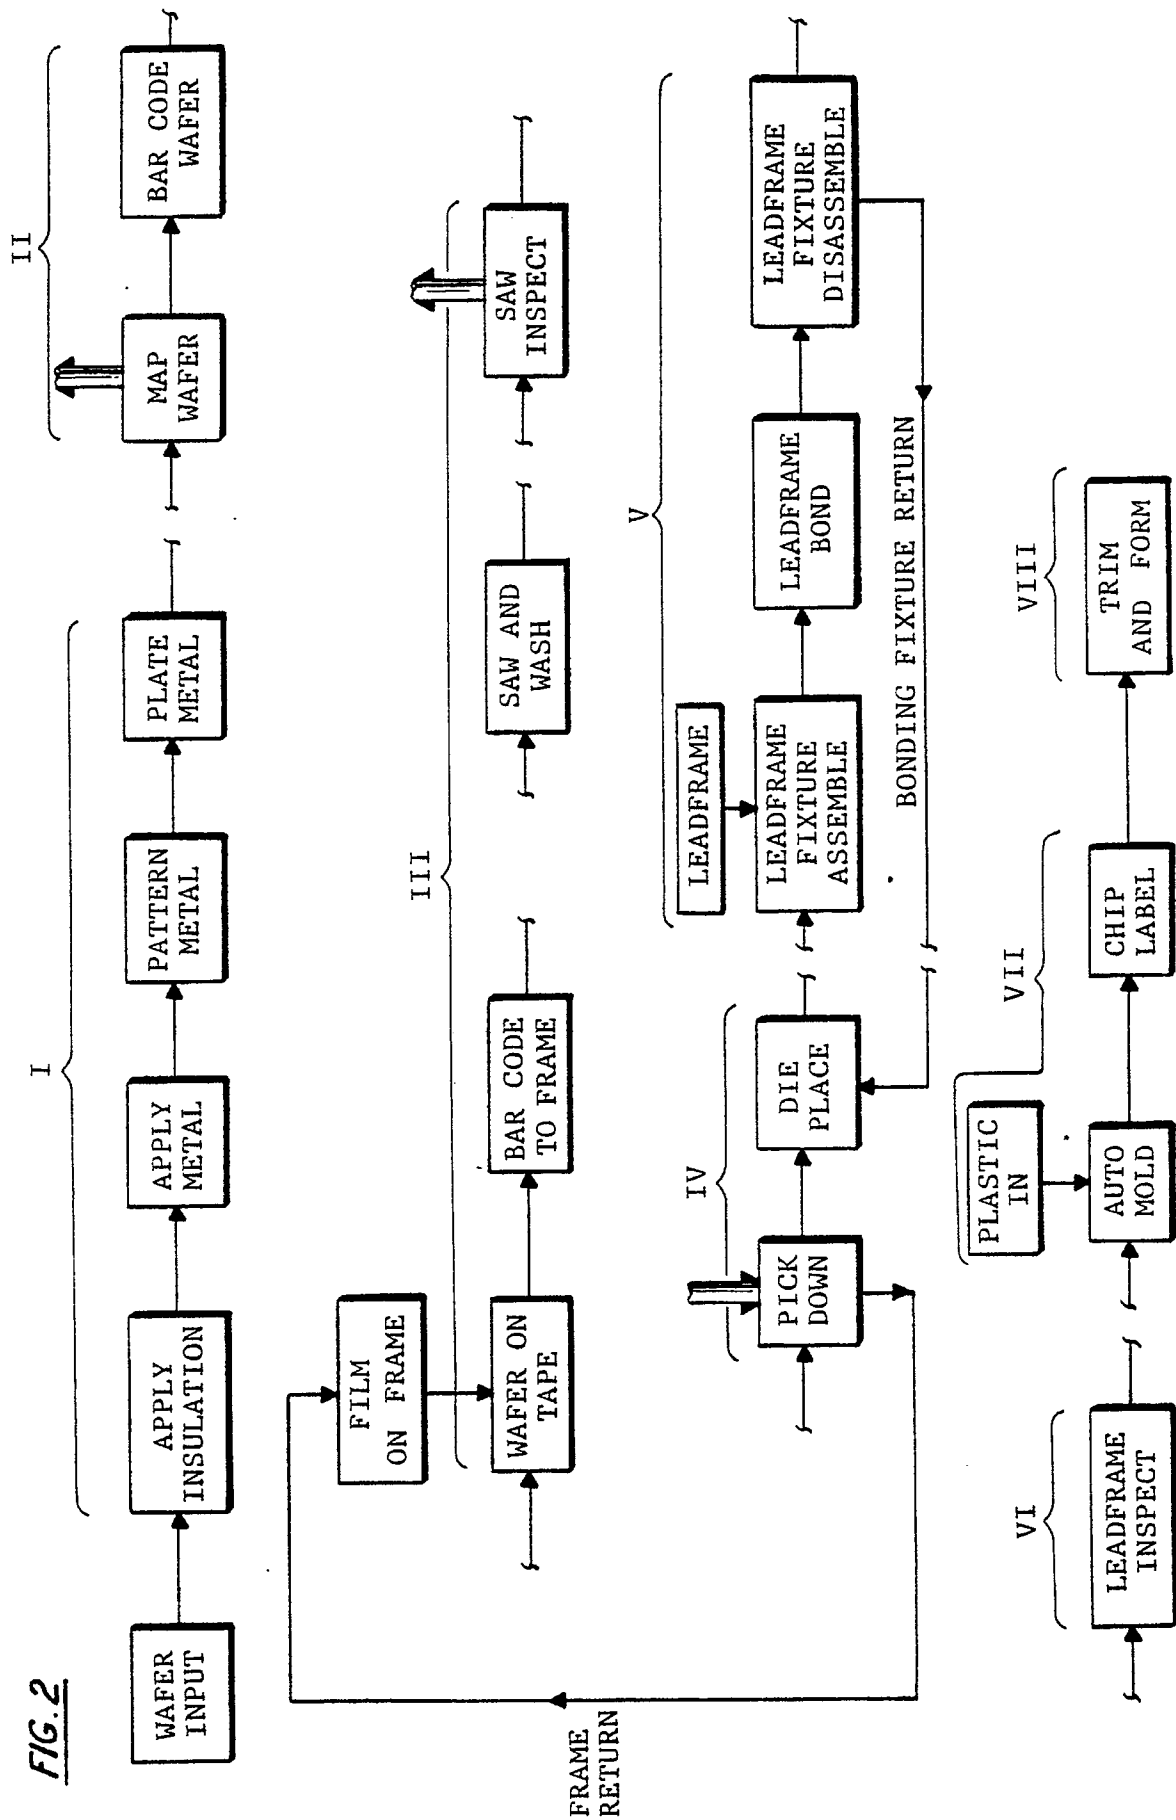 FIG.2
I
II
WAFER
INPUT
APPLY
INSULATION
APPLY
METAL
PATTERN
METAL
PLATE
METAL
MAP
WAFER
BAR CODE
WAFER
III
FILM
ON FRAME
WAFER ON
TAPE
BAR CODE
TO FRAME
SAW AND
WASH
SAW
INSPECT
FRAME
RETURN
IV
V
PICK
DOWN
DIE
PLACE
LEADFRAME
LEADFRAME
FIXTURE
ASSEMBLE
LEADFRAME
BOND
LEADFRAME
FIXTURE
DISASSEMBLE
BONDING FIXTURE RETURN
VI
VII
VIII
LEADFRAME
INSPECT
PLASTIC
IN
AUTO
MOLD
CHIP
LABEL
TRIM
AND FORM